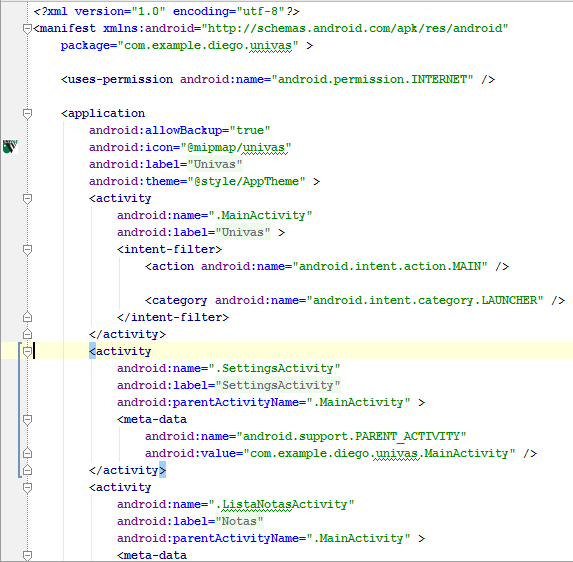 <?xml version="1.0" encoding="utf-8"?>
<manifest xmlns:android="http://schemas.android.com/apk/res/android"
    package="com.example.diego.univas" >

    <uses-permission android:name="android.permission.INTERNET" />

    <application
        android:allowBackup="true"
        android:icon="@mipmap/univas"
        android:label="Univas"
        android:theme="@style/AppTheme" >
        <activity
            android:name=".MainActivity"
            android:label="Univas" >
            <intent-filter>
                <action android:name="android.intent.action.MAIN" />

                <category android:name="android.intent.category.LAUNCHER" />
            </intent-filter>
        </activity>
        <activity
            android:name=".SettingsActivity"
            android:label="SettingsActivity"
            android:parentActivityName=".MainActivity" >
            <meta-data
                android:name="android.support.PARENT_ACTIVITY"
                android:value="com.example.diego.univas.MainActivity" />
        </activity>
        <activity
            android:name=".ListaNotasActivity"
            android:label="Notas"
            android:parentActivityName=".MainActivity" >
            <meta-data